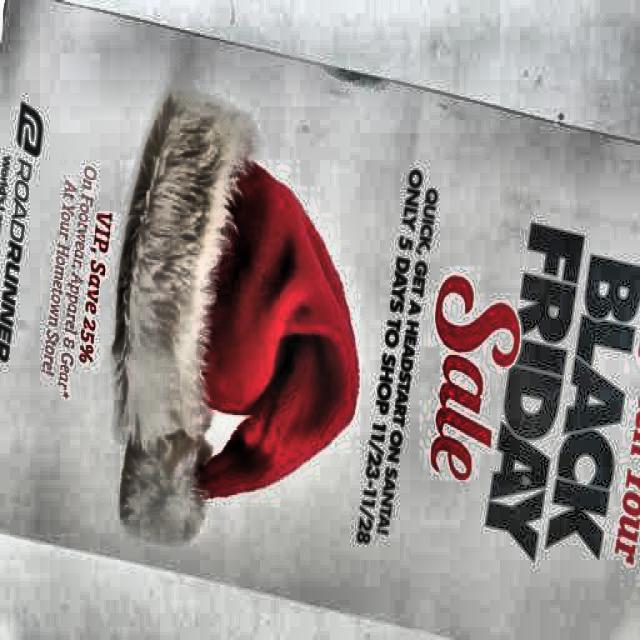 Your
BLACK
FRIDAY
Sale
QUICK, GET A HEADSTART ON SANTA!
ONLY 5 DAYS TO SHOP 11/23-11/28
VIP, Save 25%
On Footwear, Apparel & Gear*
At Your Hometown Store!
ROADRUNNER